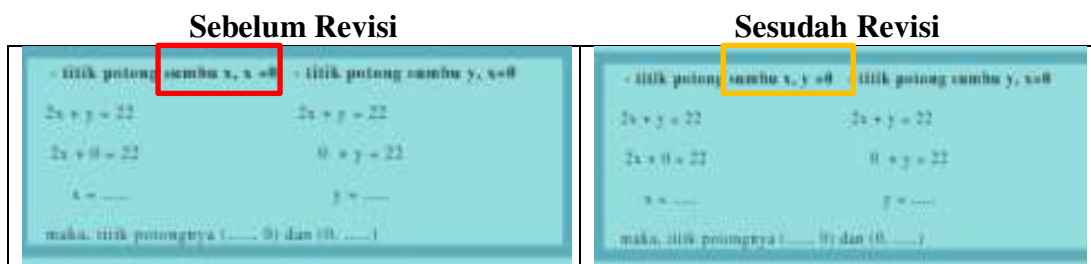 Sebelum Revisi
Sesudah Revisi
- titik potong sumbu x, x =0 - titik potong sumbu y, x=0
2x + y = 22 2x + y = 22
2x + 0 = 22 0 + y = 22
x = ..... y = .....
maka, titik potongnya (......, 0) dan (0, ......)
- titik potong sumbu x, y =0 - titik potong sumbu y, x=0
2x + y = 22 2x + y = 22
2x + 0 = 22 0 + y = 22
x = ..... y = .....
maka, titik potongnya (......, 0) dan (0, ......)